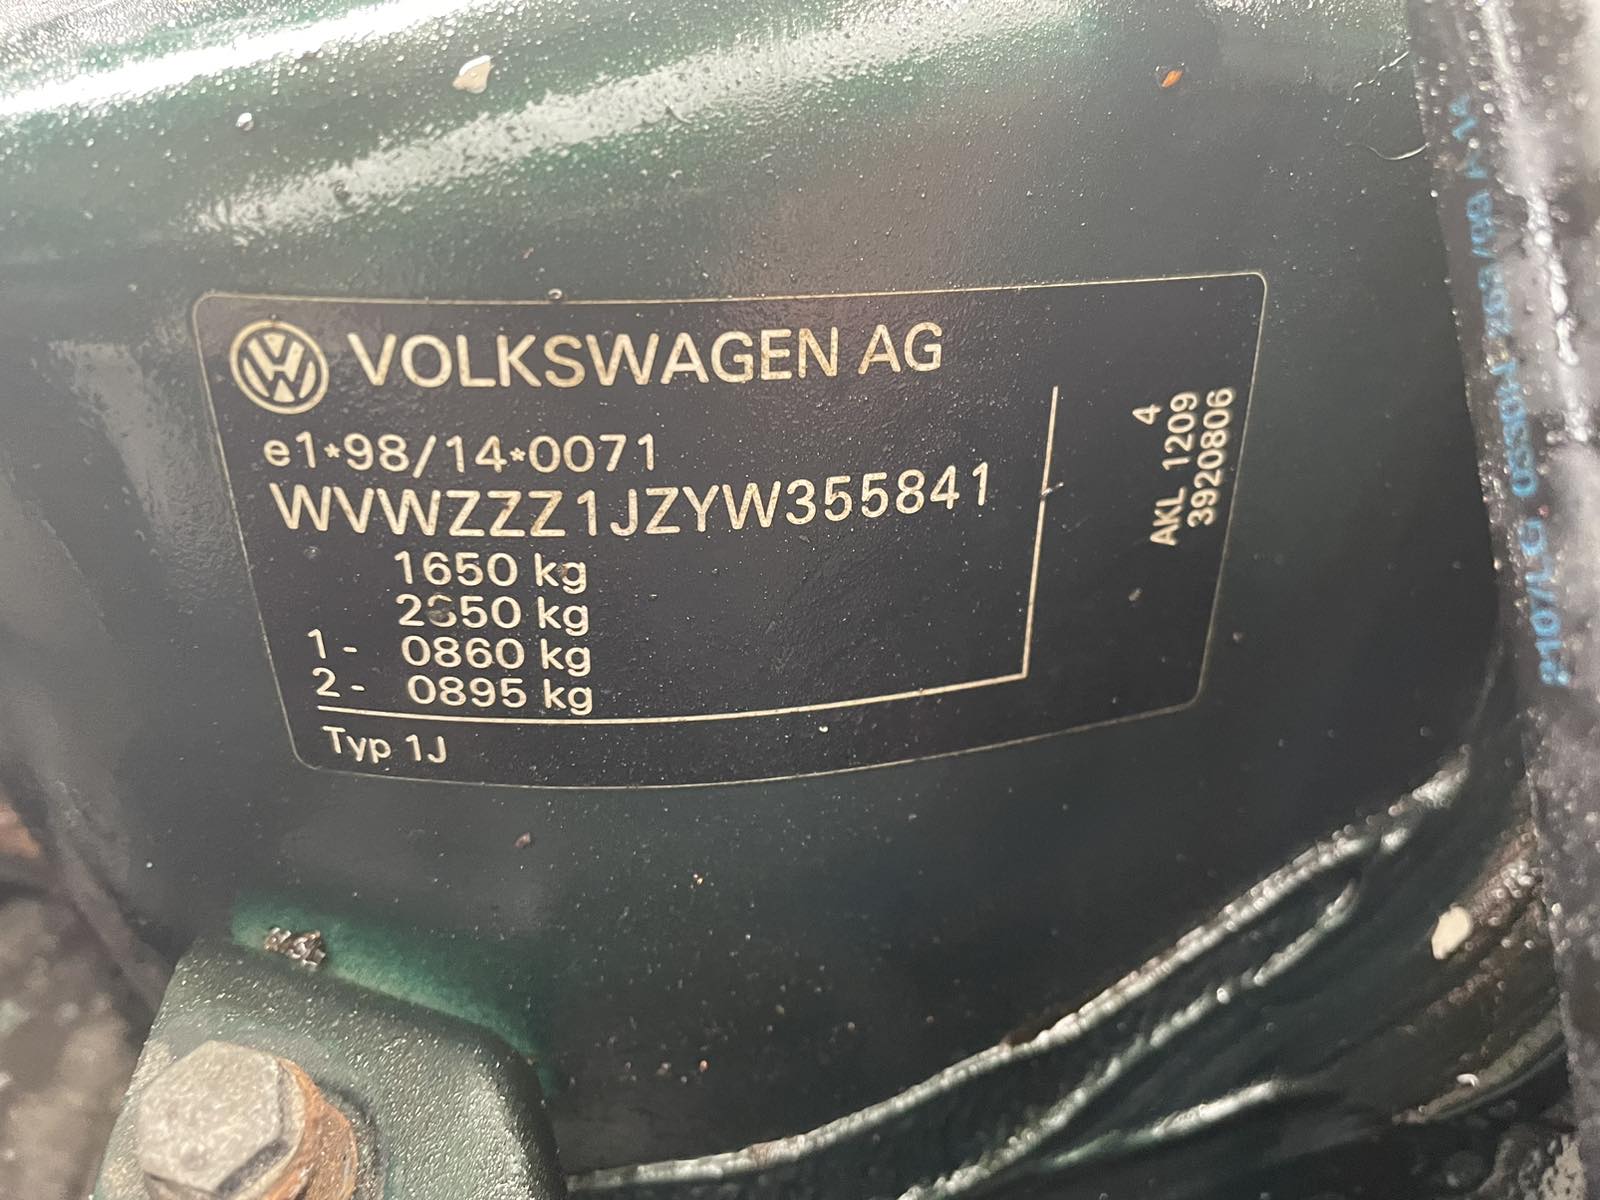 VOLKSWAGEN AG
e1*98/14*0071
WVWZZZ1JZYW355841
1650 kg
2650 kg
1- 0860 kg
2- 0895 kg
Typ 1J
4
AKL 1209
3920806